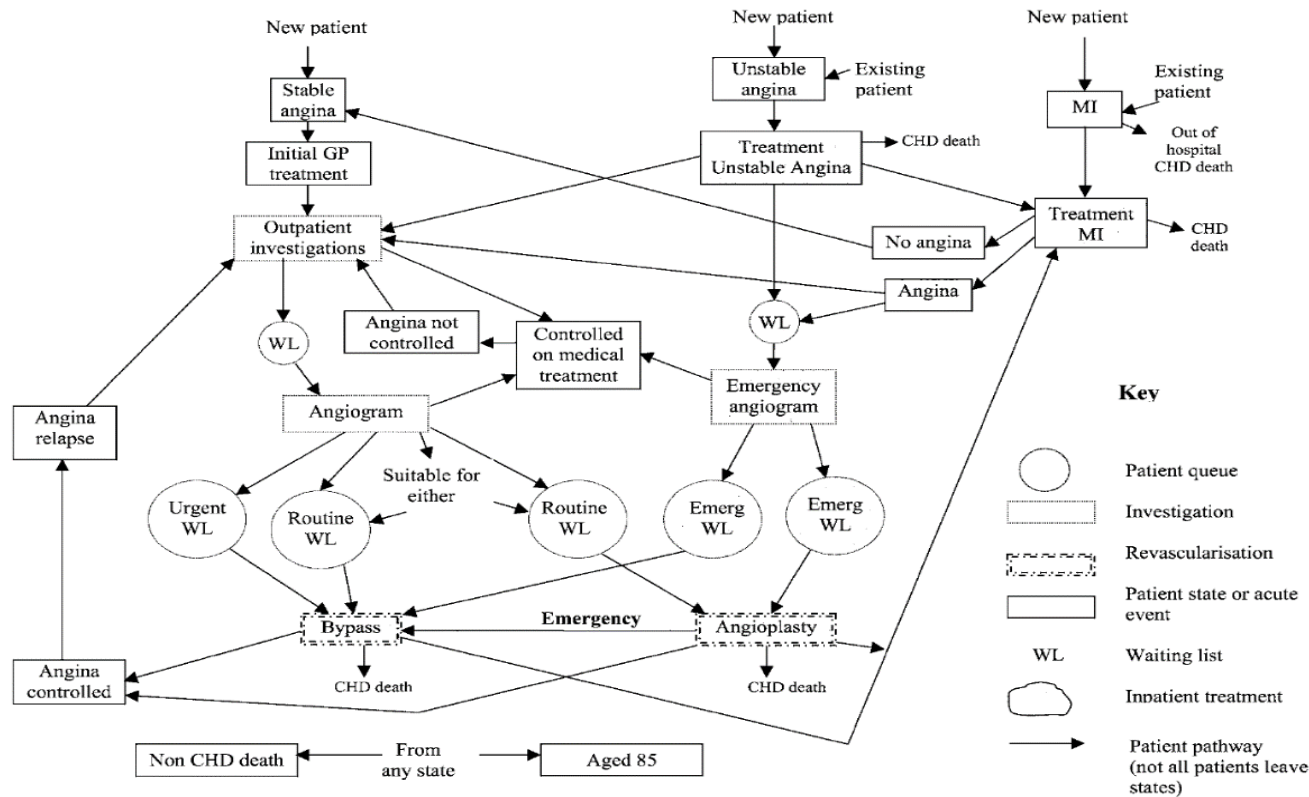 New patient
New patient
New patient
Stable
angina
Unstable
angina
Existing
patient
MI
Existing
patient
Out of
hospital
CHD death
Initial GP
treatment
Treatment
Unstable Angina
CHD death
Treatment
MI
CHD
death
Outpatient
investigations
No angina
Angina
WL
Angina not
controlled
Controlled
on medical
treatment
WL
Angiogram
Emergency
angiogram
Angina
relapse
Suitable for
either
Urgent
WL
Routine
WL
Routine
WL
Emerg
WL
Emerg
WL
Bypass
Emergency
Angioplasty
Angina
controlled
CHD death
CHD death
Non CHD death
From
any state
Aged 85
Key
Patient queue
Investigation
Revascularisation
Patient state or acute
event
WL
Waiting list
Inpatient treatment
Patient pathway
(not all patients leave
states)